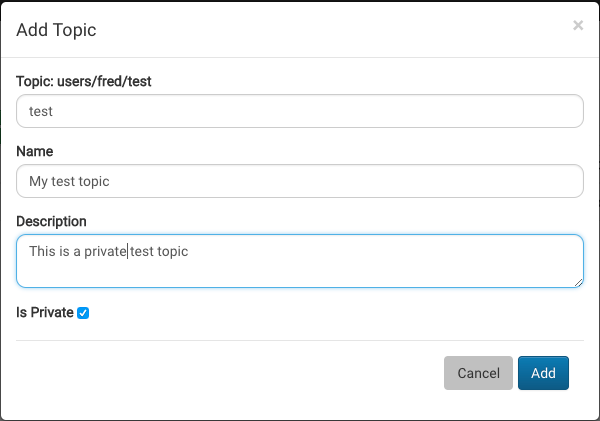 Add Topic
×
Topic: users/fred/test
test
Name
My test topic
Description
This is a private test topic
Is Private
Cancel Add